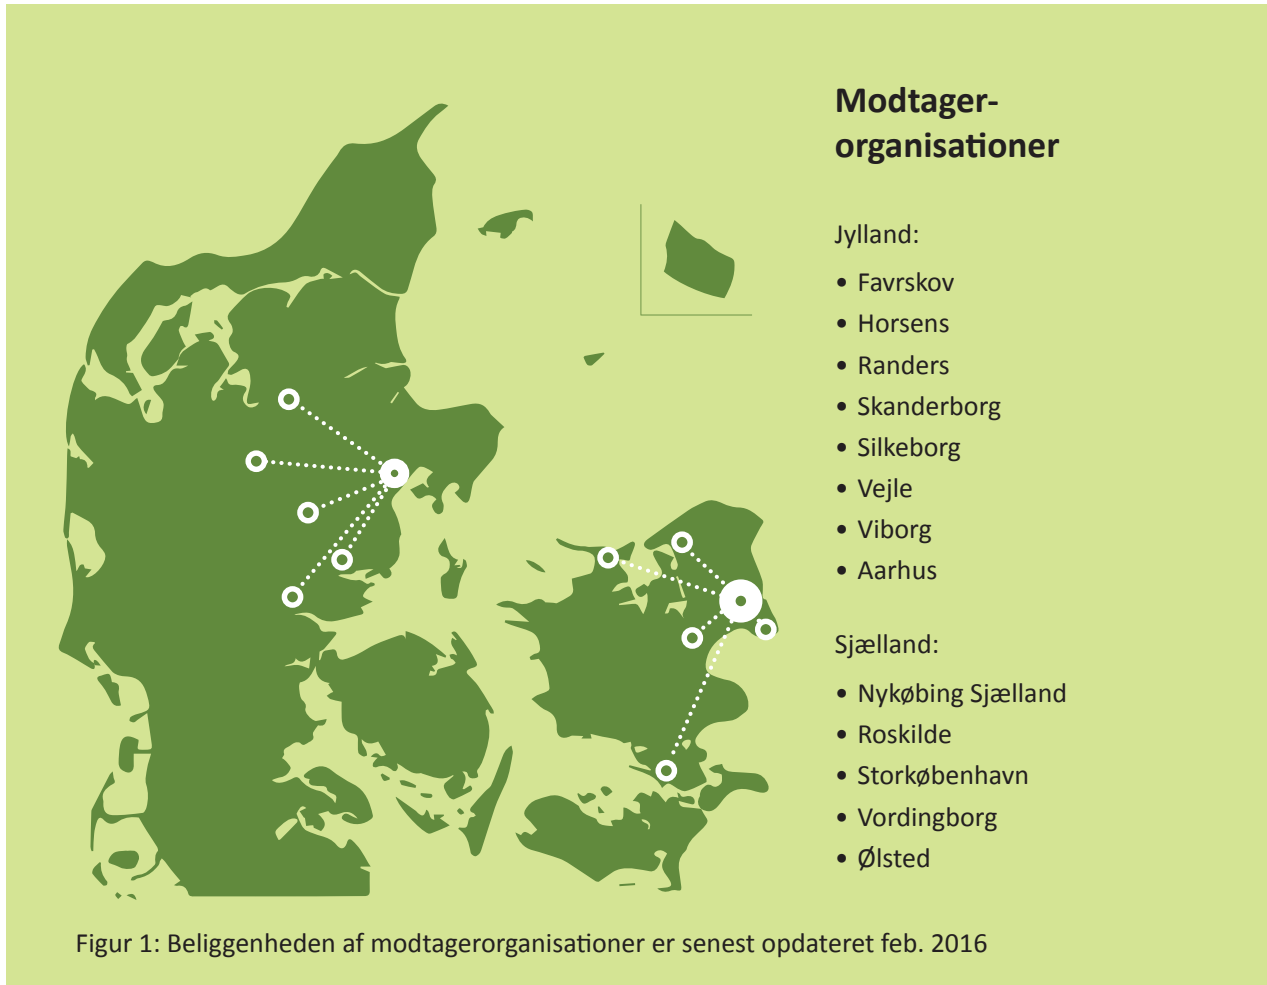 Modtager-
organisationer
Jylland:
• Favrskov
• Horsens
• Randers
• Skanderborg
• Silkeborg
• Vejle
• Viborg
• Aarhus
Sjælland:
• Nykøbing Sjælland
• Roskilde
• Storkøbenhavn
• Vordingborg
• Ølsted
Figur 1: Beliggenheden af modtagerorganisationer er senest opdateret feb. 2016